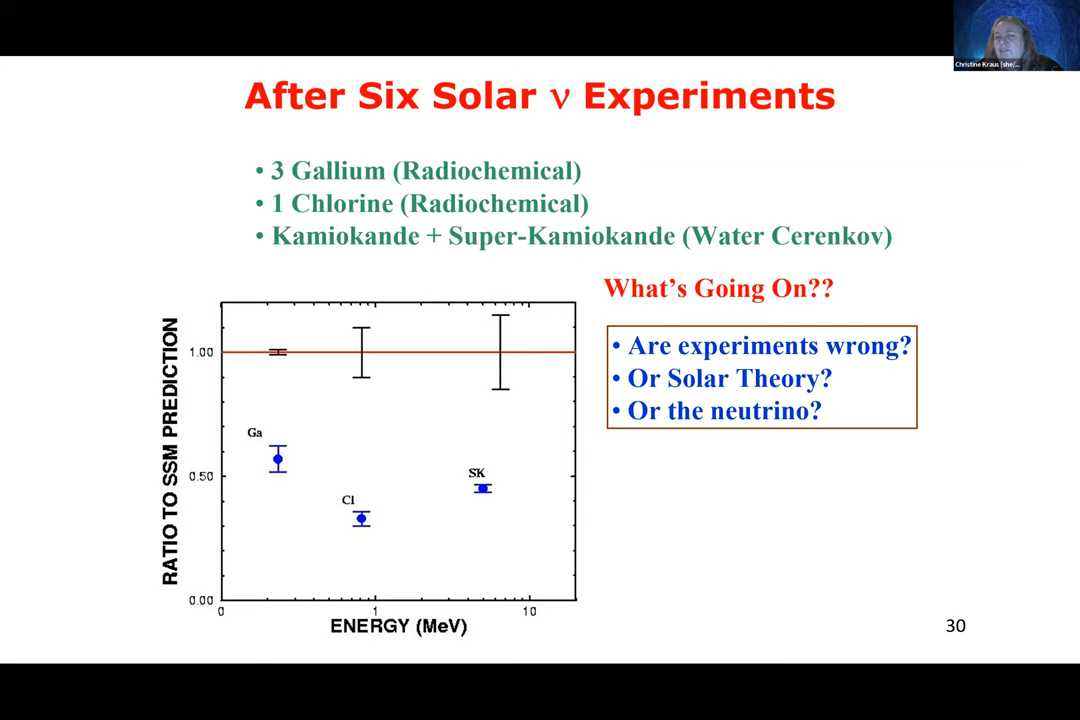 Christine Kraus (she/...
After Six Solar ν Experiments
• 3 Gallium (Radiochemical)
• 1 Chlorine (Radiochemical)
• Kamiokande + Super-Kamiokande (Water Cerenkov)
What's Going On??
• Are experiments wrong?
• Or Solar Theory?
• Or the neutrino?
RATIO TO SSM PREDICTION
1.00
0.50
0.00
Ga
Cl
SK
0 1 10
ENERGY (MeV)
30